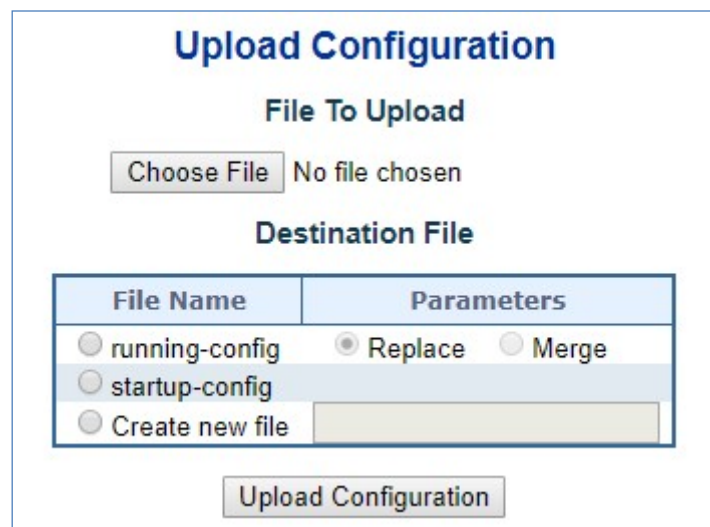 Upload Configuration
File To Upload
Choose File No file chosen
Destination File
File Name Parameters
running-config Replace Merge
startup-config
Create new file
Upload Configuration